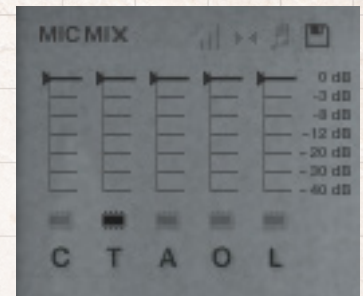 MIC MIX
0 dB
-3 dB
-8 dB
-12 dB
-20 dB
-30 dB
-40 dB
C T A O L